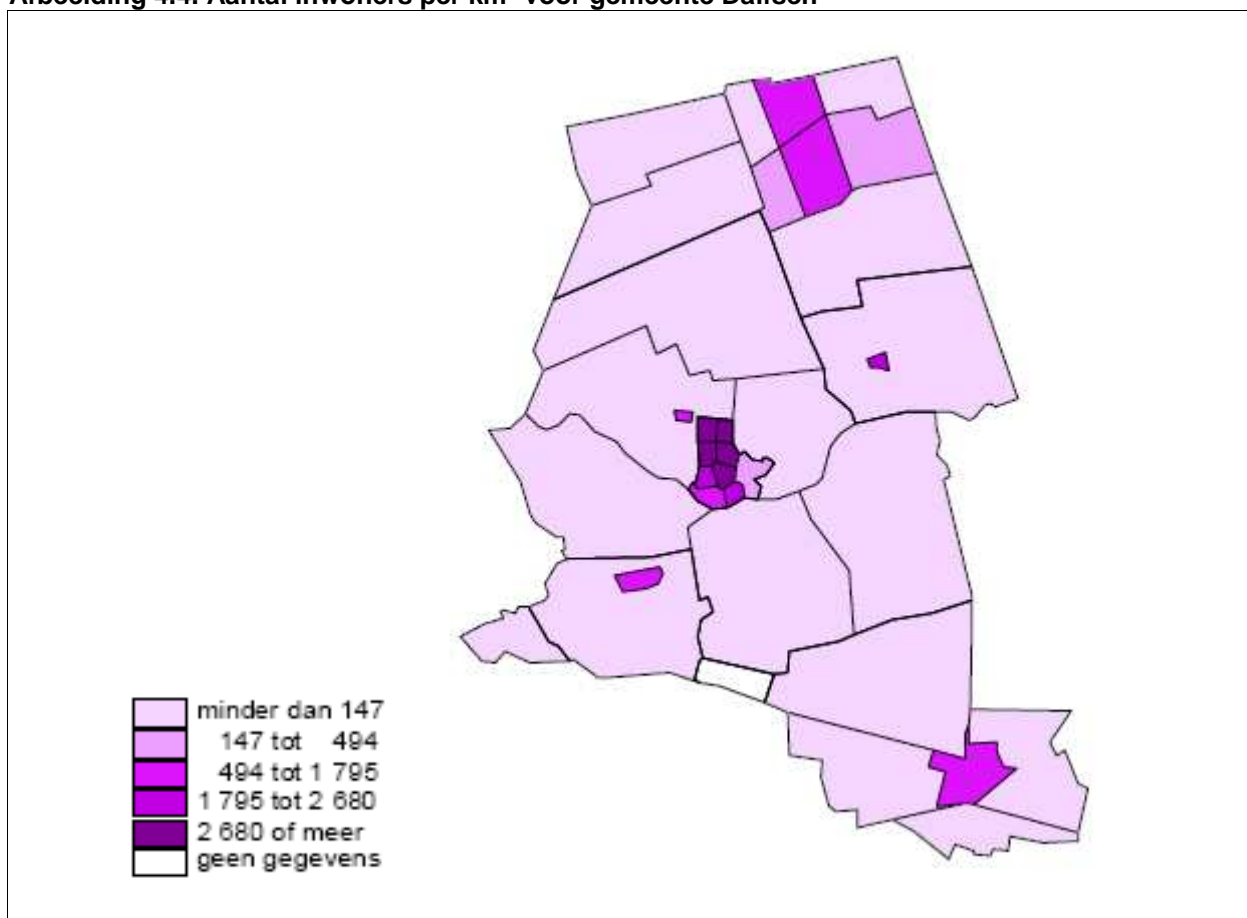 Afbeelding 4.4: Aantal inwoners per km² voor gemeente Dalfsen
minder dan 147
147 tot 494
494 tot 1 795
1 795 tot 2 680
2 680 of meer
geen gegevens